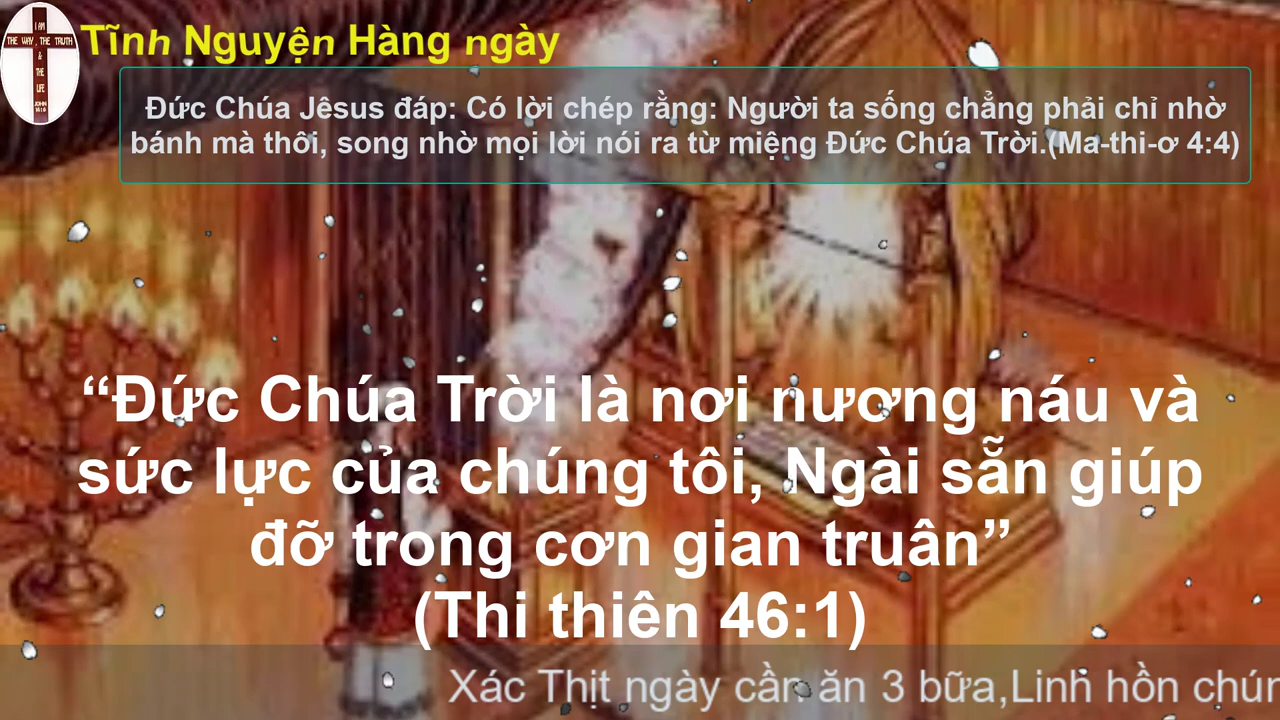 I AM
THE WAY, THE TRUTH
&
THE
LIFE
JOHN
Tĩnh Nguyện Hàng ngày
Đức Chúa Jêsus đáp: Có lời chép rằng: Người ta sống chẳng phải chỉ nhờ
bánh mà thôi, song nhờ mọi lời nói ra từ miệng Đức Chúa Trời.(Ma-thi-ơ 4:4)
“Đức Chúa Trời là nơi nương náu và
sức lực của chúng tôi, Ngài sẵn giúp
đỡ trong cơn gian truân”
(Thi thiên 46:1)
Xác Thịt ngày cần ăn 3 bữa,Linh hồn